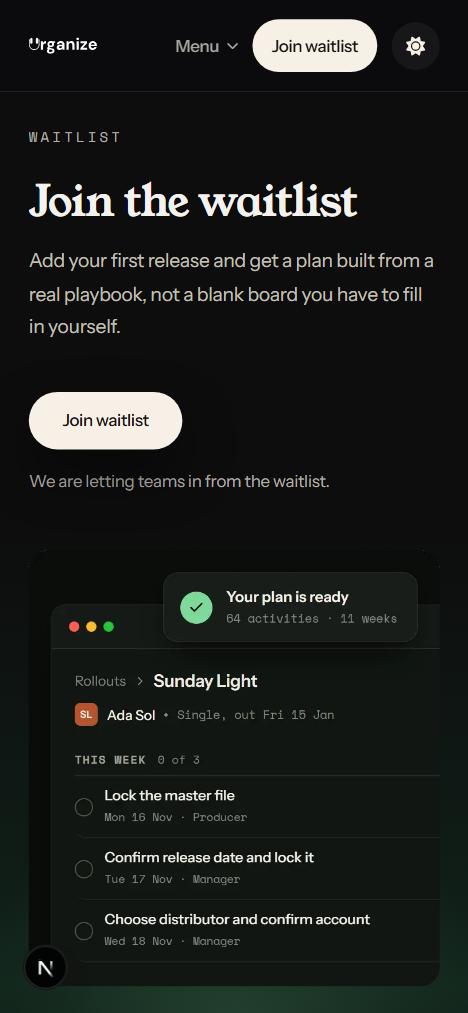 Urganize
Menu
Join waitlist
WAITLIST
Join the waitlist
Add your first release and get a plan built from a
real playbook, not a blank board you have to fill
in yourself.
Join waitlist
We are letting teams in from the waitlist.
Your plan is ready
64 activities · 11 weeks
Rollouts > Sunday Light
SL Ada Sol • Single, out Fri 15 Jan
THIS WEEK 0 of 3
Lock the master file
Mon 16 Nov · Producer
Confirm release date and lock it
Tue 17 Nov · Manager
Choose distributor and confirm account
Wed 18 Nov · Manager
N